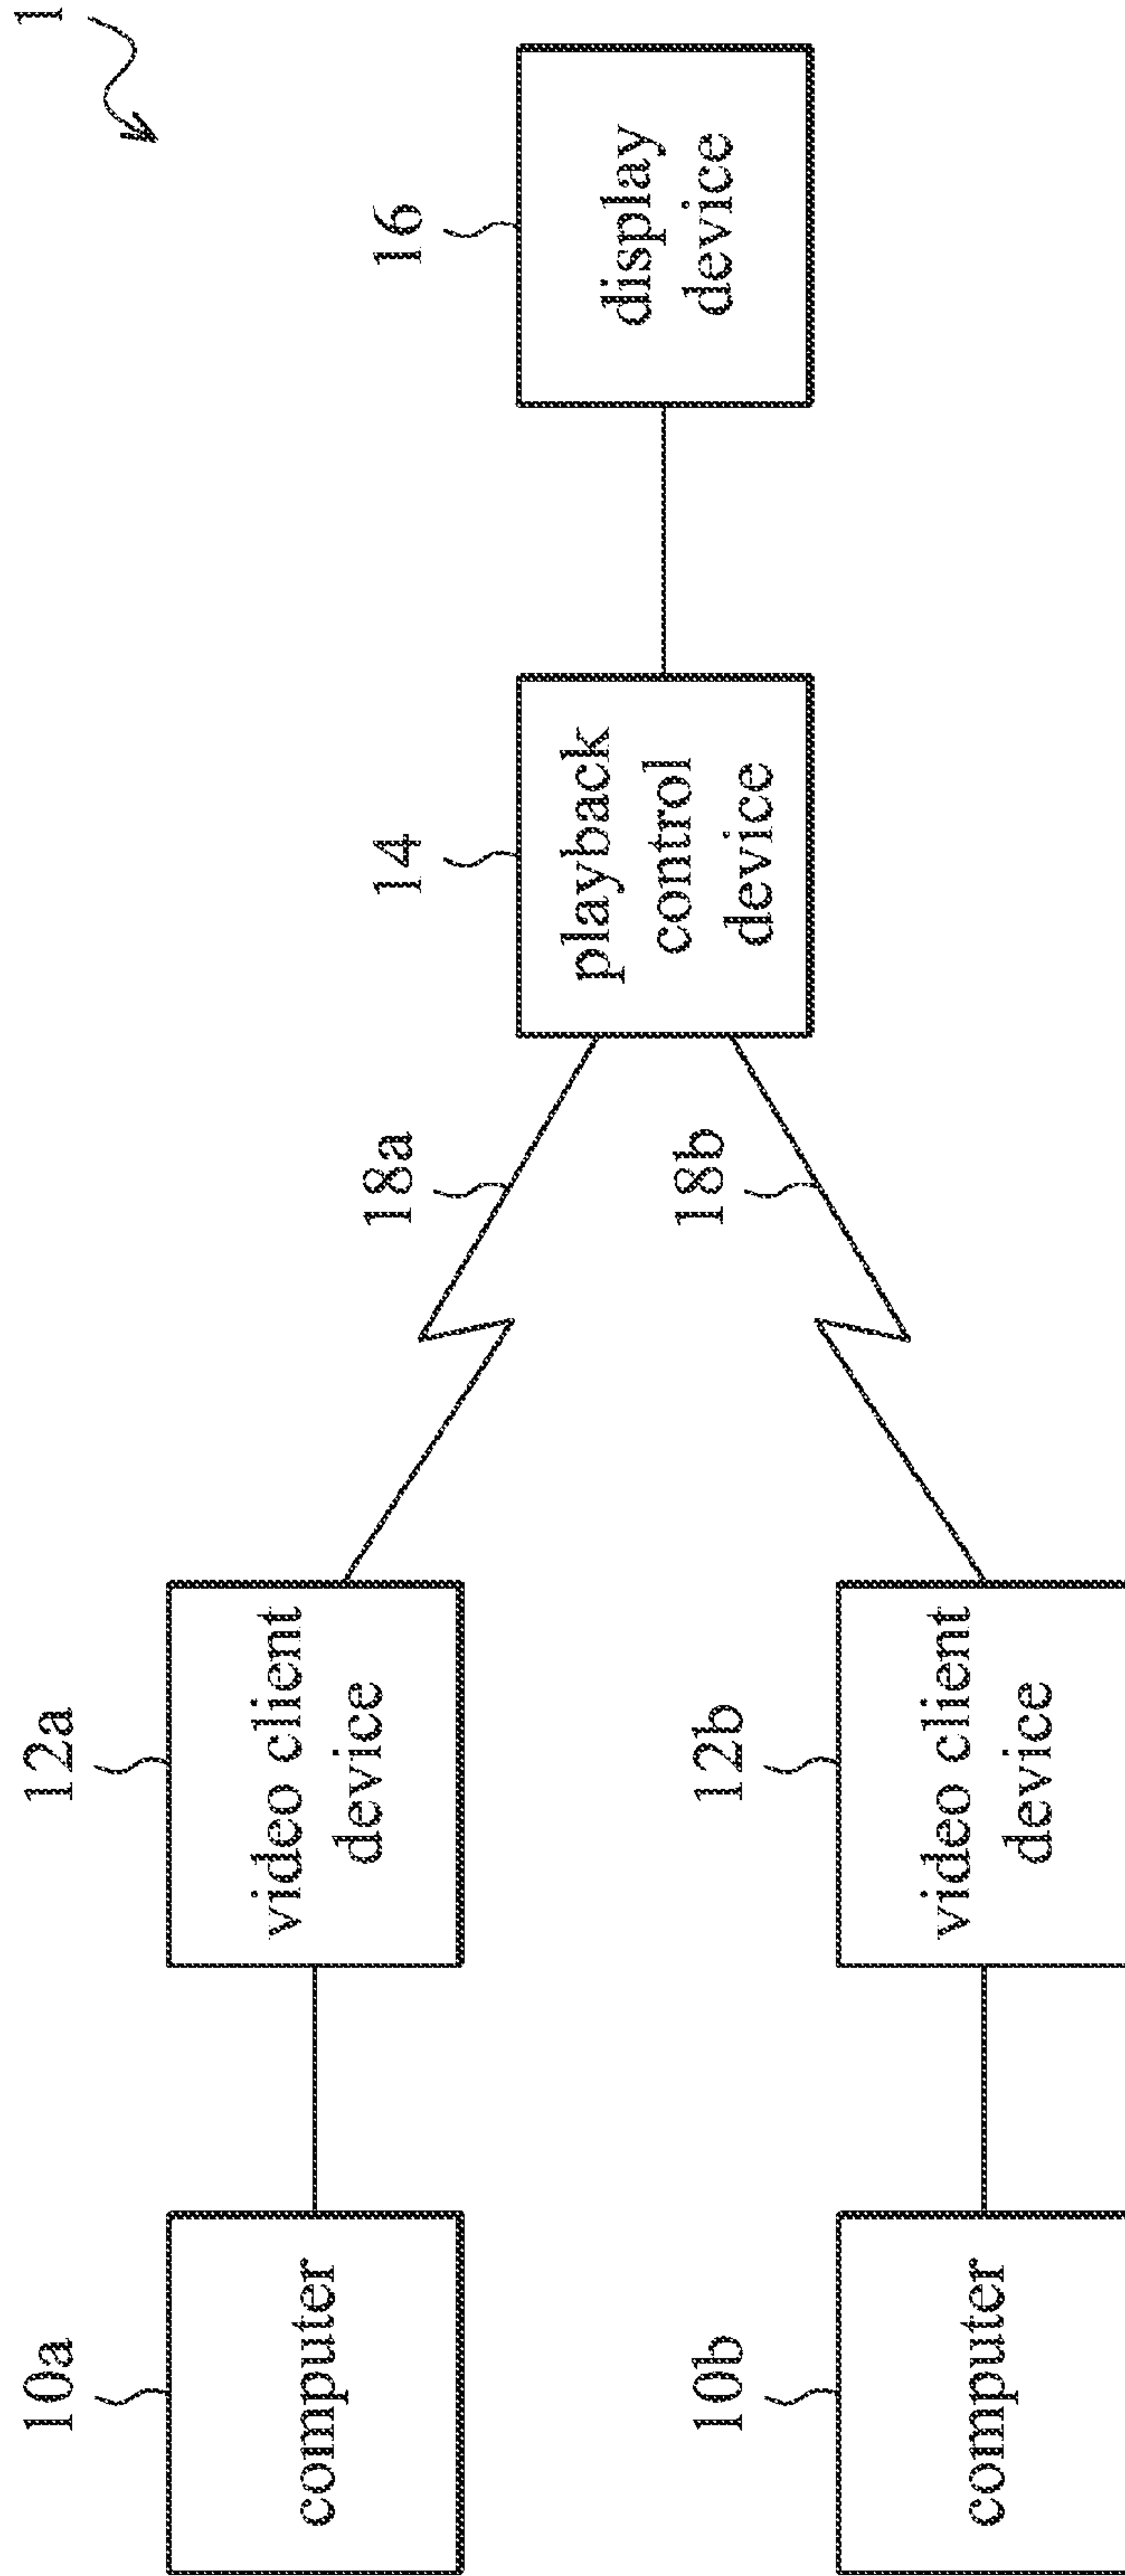 1
10a
computer
12a
video client
device
18a
14
playback
control
device
16
display
device
10b
computer
12b
video client
device
18b